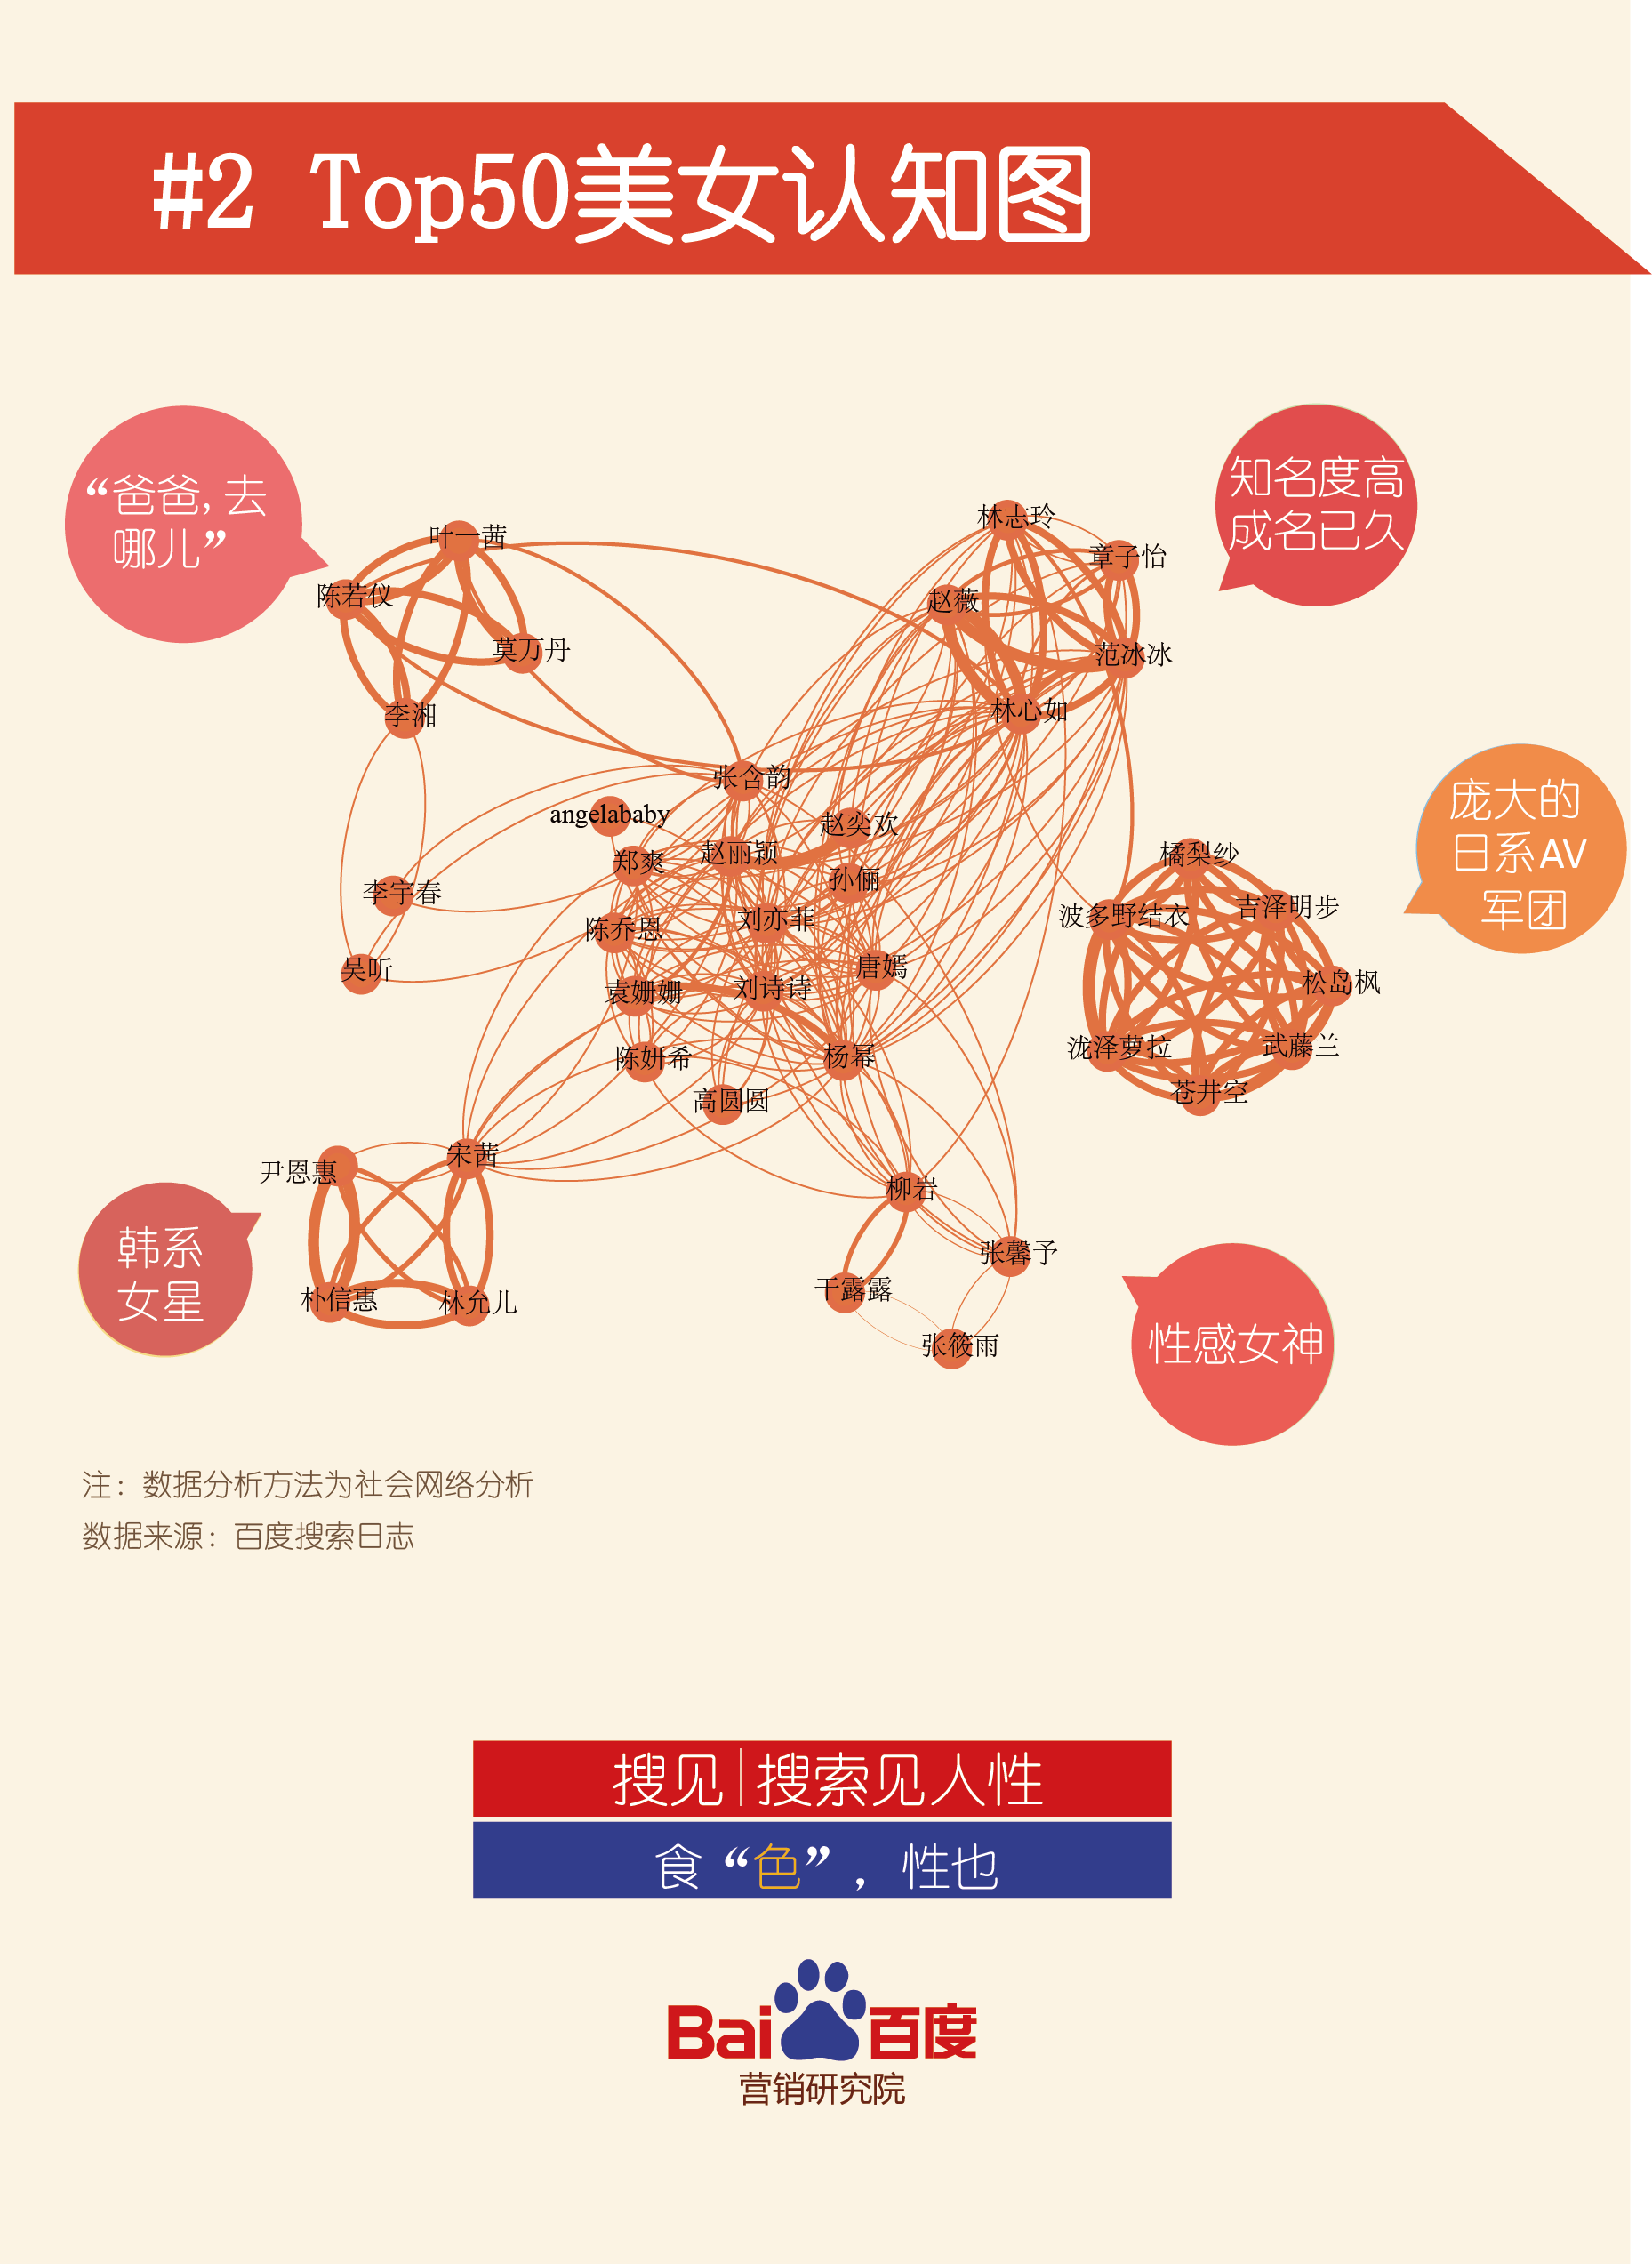 #2 Top50美女认知图
“爸爸,去
哪儿”
知名度高
成名已久
庞大的
日系AV
军团
韩系
女星
性感女神
叶一茜
陈若仪
莫万丹
李湘
林志玲
章子怡
赵薇
范冰冰
林心如
张含韵
angelababy
赵奕欢
郑爽
赵丽颖
孙俪
李宇春
陈乔恩
刘亦菲
吴昕
唐嫣
袁姗姗
刘诗诗
陈妍希
杨幂
高圆圆
橘梨纱
波多野结衣
吉泽明步
松岛枫
泷泽萝拉
武藤兰
苍井空
宋茜
尹恩惠
朴信惠
林允儿
柳岩
张馨予
干露露
张筱雨
注：数据分析方法为社会网络分析
数据来源：百度搜索日志
搜见|搜索见人性
食“色”，性也
Bai百度
营销研究院